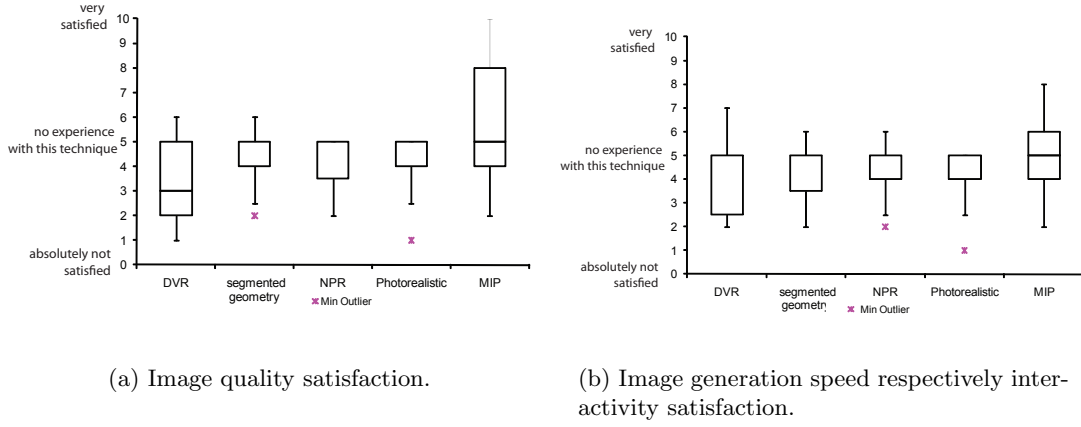 very
satisfied
10
9
8
7
6
no experience
with this technique
5
4
3
2
1
absolutely not
satisfied
0
DVR
segmented
geometry
NPR
Photorealistic
MIP
Min Outlier
(a) Image quality satisfaction.
very
satisfied
10
9
8
7
6
no experience
with this technique
5
4
3
2
1
absolutely not
satisfied
0
DVR
segmented
geometry
NPR
Photorealistic
MIP
Min Outlier
(b) Image generation speed respectively inter-
activity satisfaction.